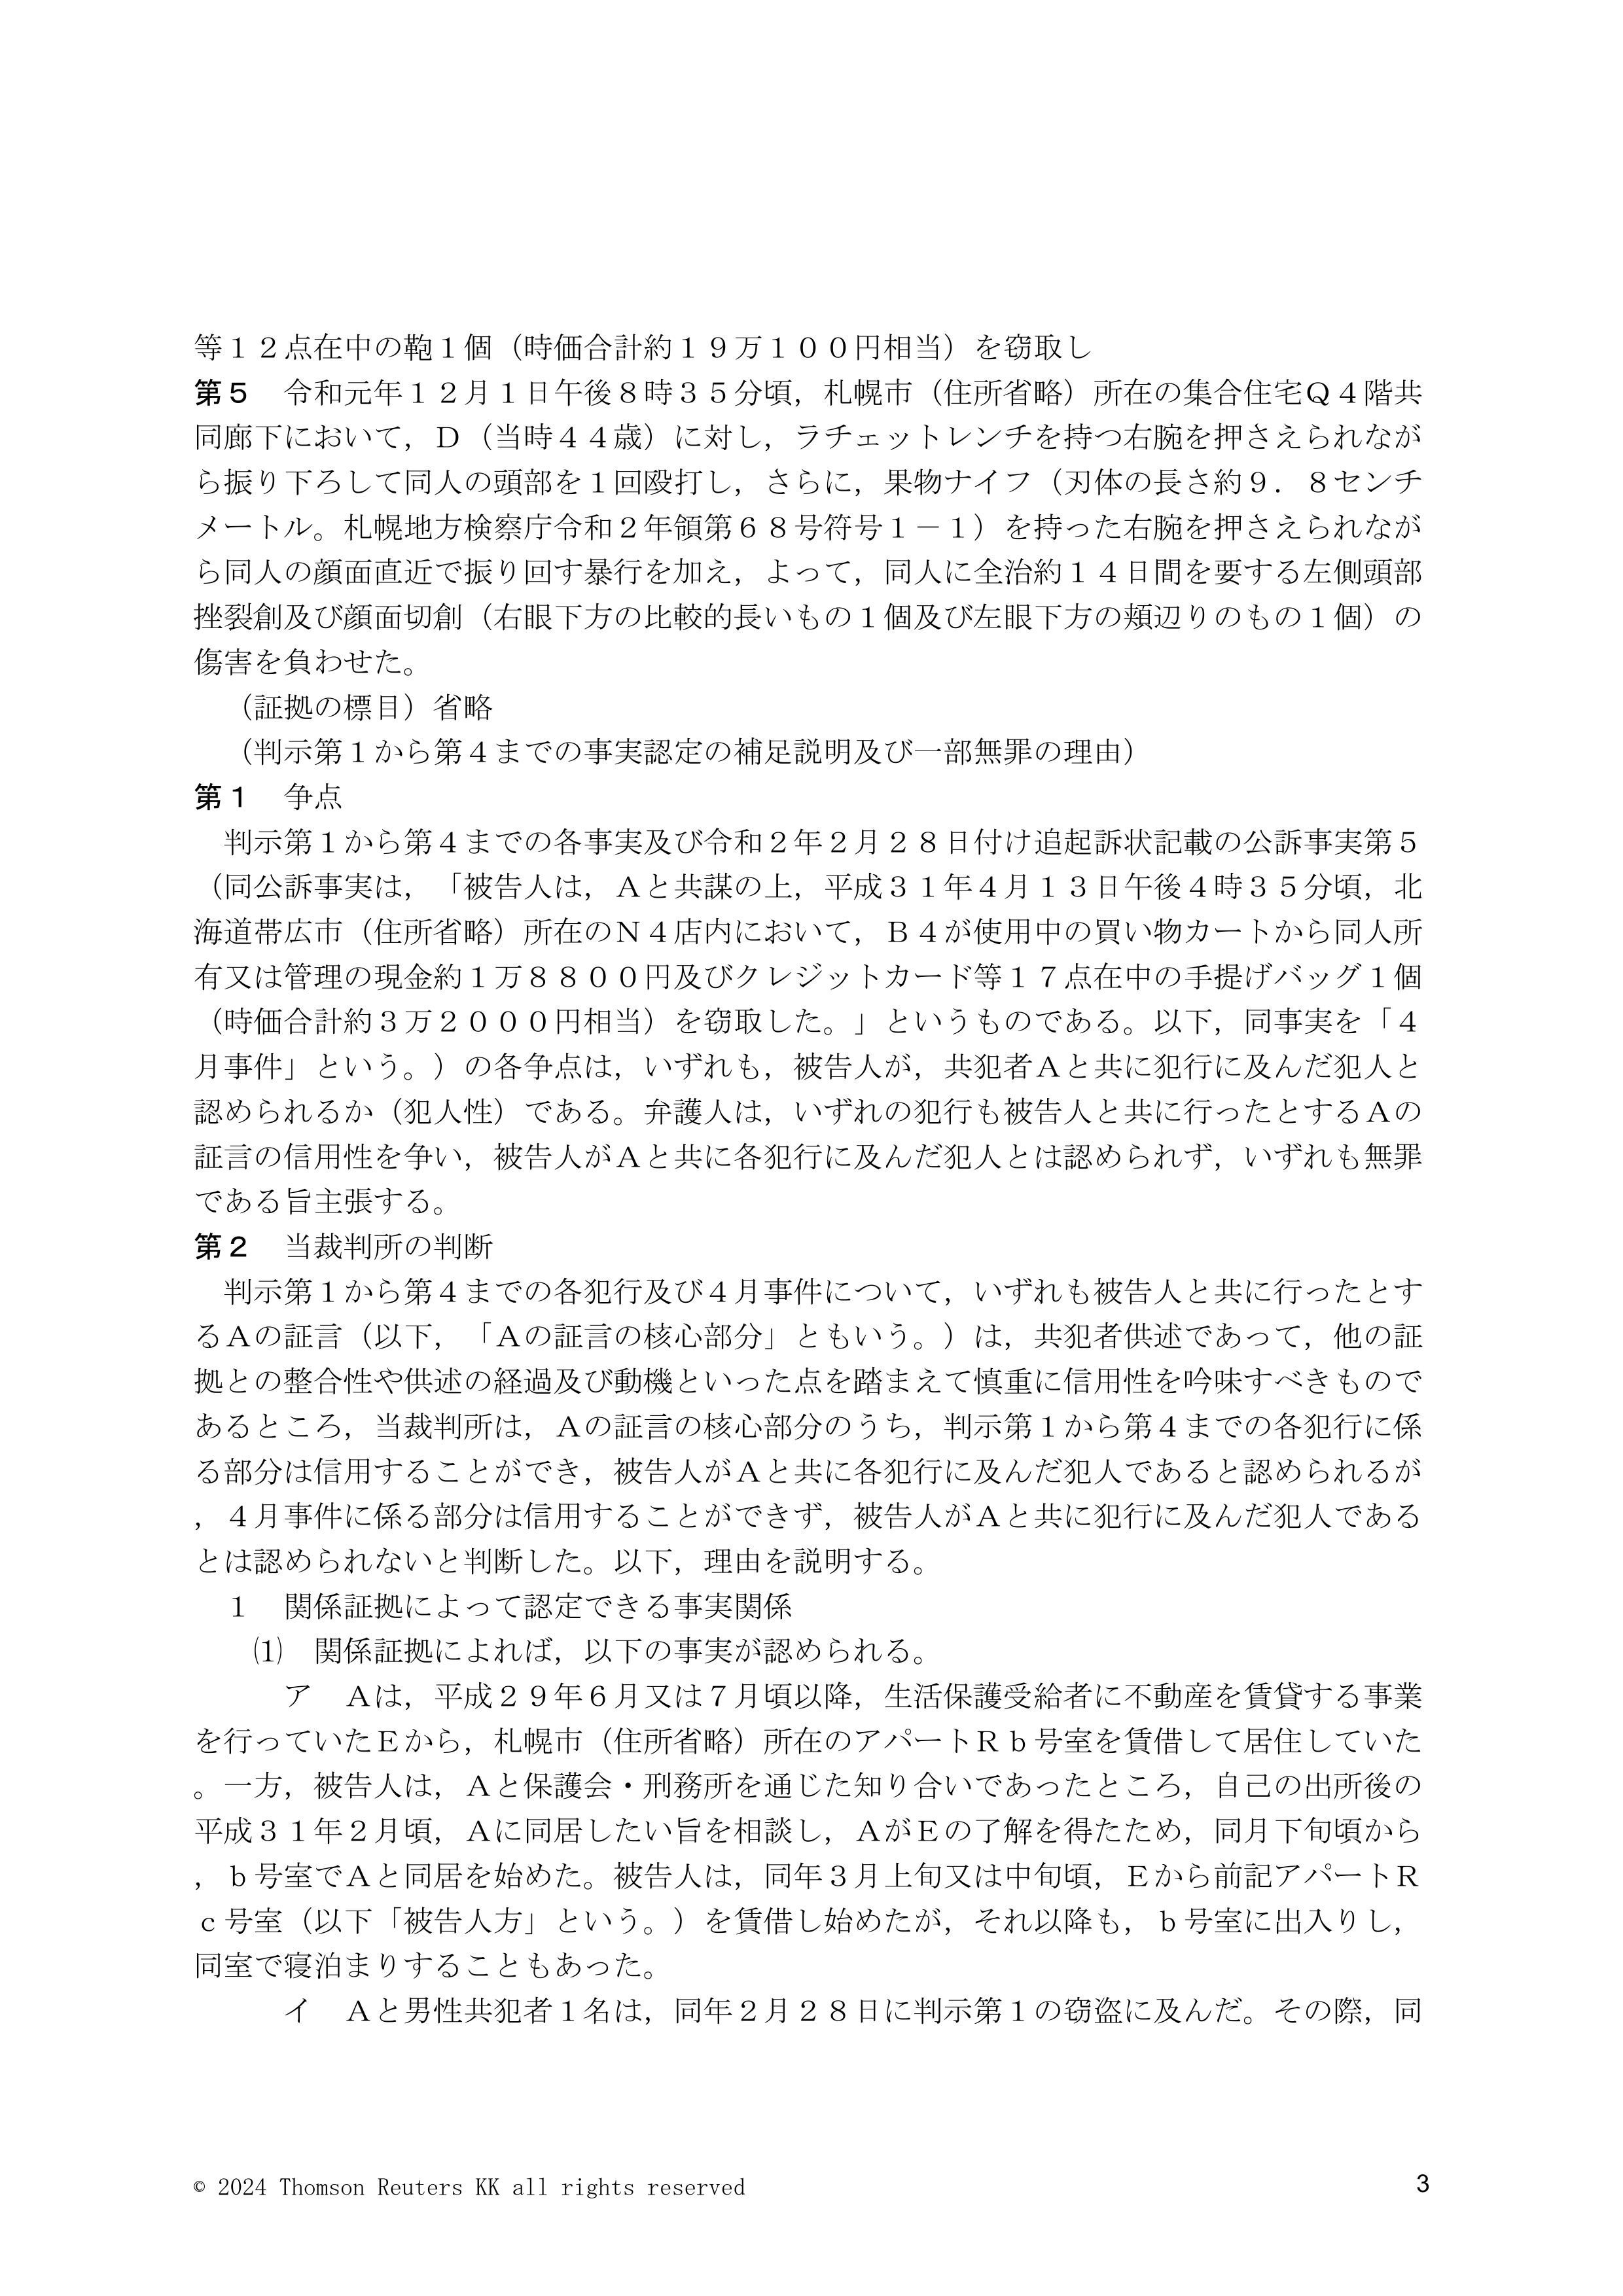 等１２点在中の鞄１個（時価合計約１９万１００円相当）を窃取し
第５　令和元年１２月１日午後８時３５分頃，札幌市（住所省略）所在の集合住宅Ｑ４階共
同廊下において，Ｄ（当時４４歳）に対し，ラチェットレンチを持つ右腕を押さえられなが
ら振り下ろして同人の頭部を１回殴打し，さらに，果物ナイフ（刃体の長さ約９．８センチ
メートル。札幌地方検察庁令和２年領第６８号符号１－１）を持った右腕を押さえられなが
ら同人の顔面直近で振り回す暴行を加え，よって，同人に全治約１４日間を要する左側頭部
挫裂創及び顔面切創（右眼下方の比較的長いもの１個及び左眼下方の頬辺りのもの１個）の
傷害を負わせた。
（証拠の標目）省略
（判示第１から第４までの事実認定の補足説明及び一部無罪の理由）
第１　争点
　判示第１から第４までの各事実及び令和２年２月２８日付け追起訴状記載の公訴事実第５
（同公訴事実は，「被告人は，Ａと共謀の上，平成３１年４月１３日午後４時３５分頃，北
海道帯広市（住所省略）所在のＮ４店内において，Ｂ４が使用中の買い物カートから同人所
有又は管理の現金約１万８８００円及びクレジットカード等１７点在中の手提げバッグ１個
（時価合計約３万２０００円相当）を窃取した。」というものである。以下，同事実を「４
月事件」という。）の各争点は，いずれも，被告人が，共犯者Ａと共に犯行に及んだ犯人と
認められるか（犯人性）である。弁護人は，いずれの犯行も被告人と共に行ったとするＡの
証言の信用性を争い，被告人がＡと共に各犯行に及んだ犯人とは認められず，いずれも無罪
である旨主張する。
第２　当裁判所の判断
　判示第１から第４までの各犯行及び４月事件について，いずれも被告人と共に行ったとす
るＡの証言（以下，「Ａの証言の核心部分」ともいう。）は，共犯者供述であって，他の証
拠との整合性や供述の経過及び動機といった点を踏まえて慎重に信用性を吟味すべきもので
あるところ，当裁判所は，Ａの証言の核心部分のうち，判示第１から第４までの各犯行に係
る部分は信用することができ，被告人がＡと共に各犯行に及んだ犯人であると認められるが
，４月事件に係る部分は信用することができず，被告人がＡと共に犯行に及んだ犯人である
とは認められないと判断した。以下，理由を説明する。
　１　関係証拠によって認定できる事実関係
　　⑴　関係証拠によれば，以下の事実が認められる。
　　　ア　Ａは，平成２９年６月又は７月頃以降，生活保護受給者に不動産を賃貸する事業
を行っていたＥから，札幌市（住所省略）所在のアパートＲｂ号室を賃借して居住していた
。一方，被告人は，Ａと保護会・刑務所を通じた知り合いであったところ，自己の出所後の
平成３１年２月頃，Ａに同居したい旨を相談し，ＡがＥの了解を得たため，同月下旬頃から
，ｂ号室でＡと同居を始めた。被告人は，同年３月上旬又は中旬頃，Ｅから前記アパートＲ
ｃ号室（以下「被告人方」という。）を賃借し始めたが，それ以降も，ｂ号室に出入りし，
同室で寝泊まりすることもあった。
　　　イ　Ａと男性共犯者１名は，同年２月２８日に判示第１の窃盗に及んだ。その際，同
© 2024 Thomson Reuters KK all rights reserved
3